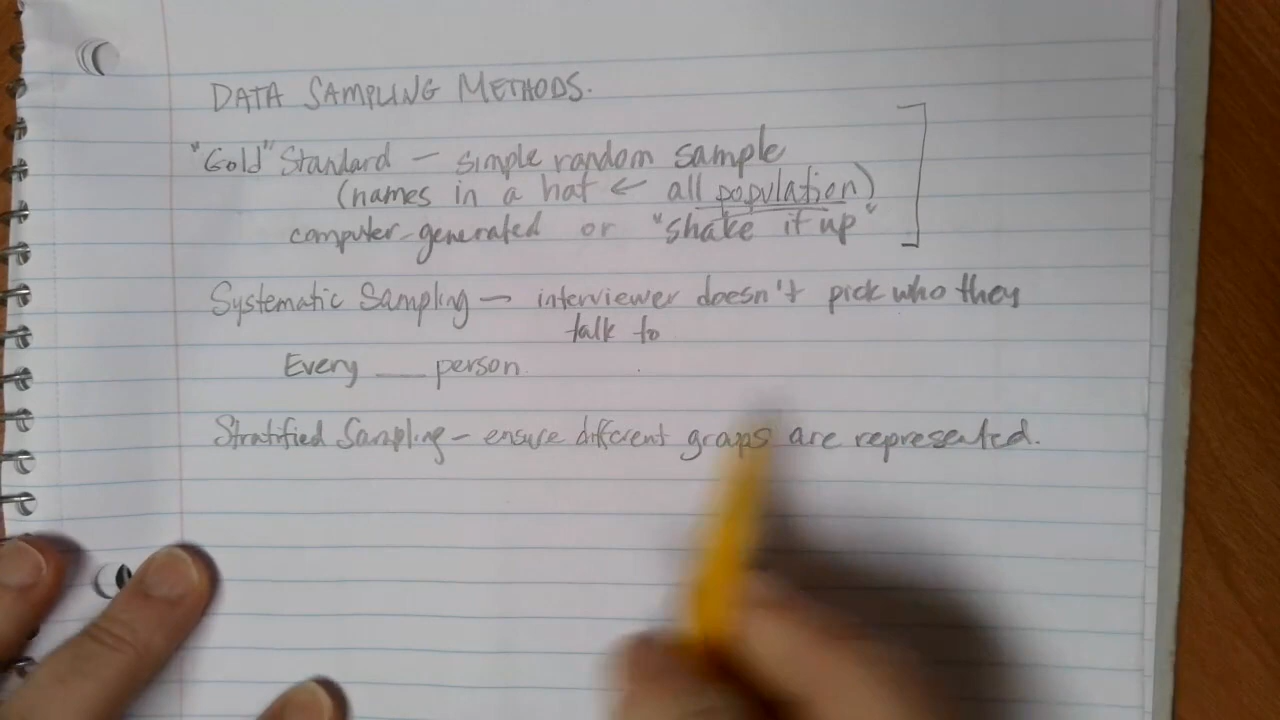 DATA SAMPLING METHODS.
"Gold" Standard – simple random sample
(names in a hat ← all population)
computer-generated or "shake it up"
Systematic Sampling – interviewer doesn't pick who they
talk to
Every ___ person
Stratified Sampling – ensure different groups are represented.